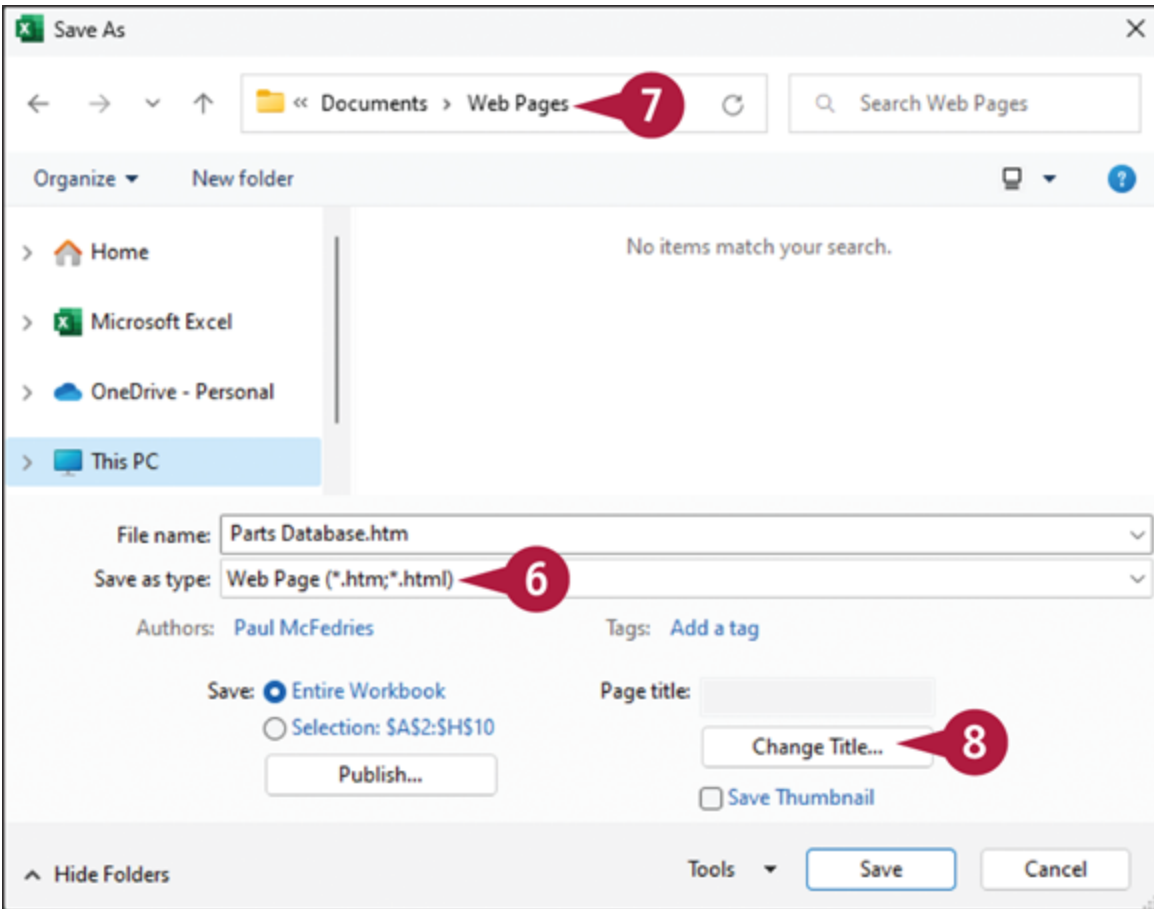 Save As
« Documents > Web Pages 7 Search Web Pages
Organize New folder ?
Home
No items match your search.
Microsoft Excel
OneDrive - Personal
This PC
File name: Parts Database.htm
Save as type: Web Page (*.htm;*.html) 6
Authors: Paul McFedries Tags: Add a tag
Save: Entire Workbook Page title:
Selection: $A$2:$H$10
Change Title... 8
Publish...
Save Thumbnail
Hide Folders Tools Save Cancel